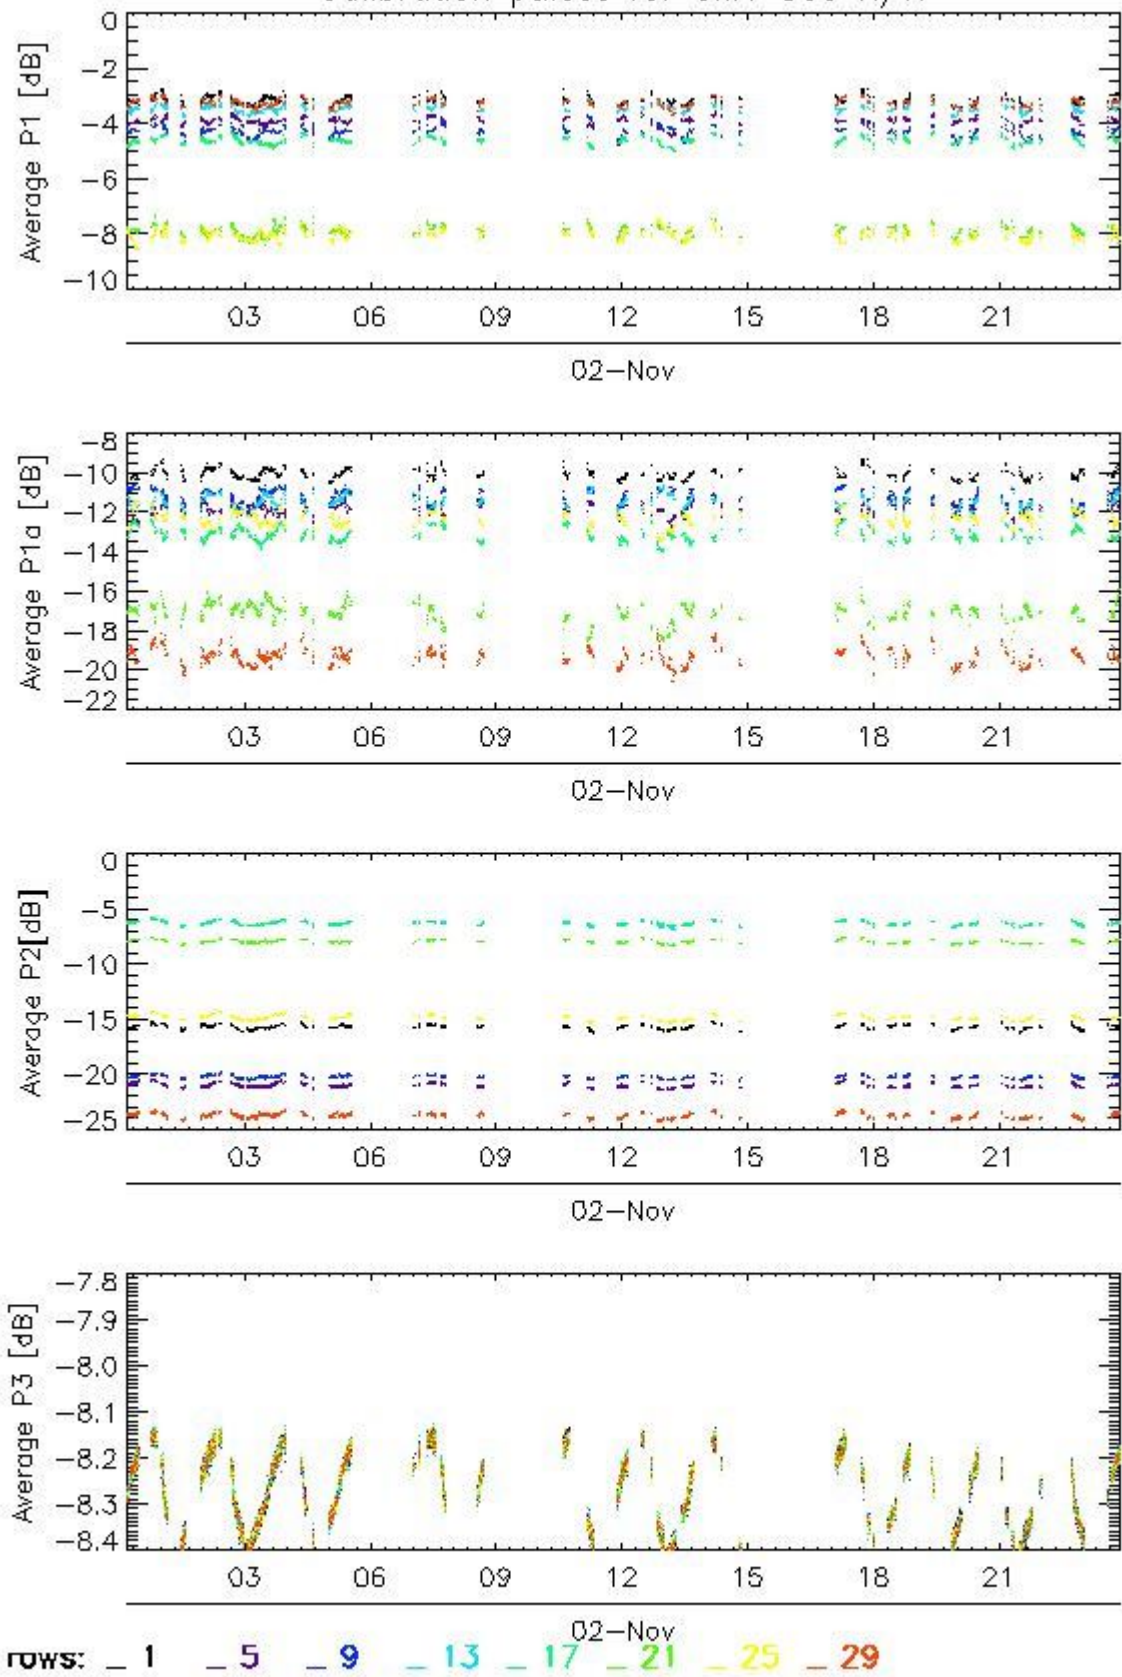 Calibration pulses for
Average P1 [dB]
0
−2
−4
−6
−8
−10
03 06 09 12 15 18 21
02−Nov
Average P1a [dB]
−8
−10
−12
−14
−16
−18
−20
−22
03 06 09 12 15 18 21
02−Nov
Average P2[dB]
0
−5
−10
−15
−20
−25
03 06 09 12 15 18 21
02−Nov
Average P3 [dB]
−7.8
−7.9
−8.0
−8.1
−8.2
−8.3
−8.4
03 06 09 12 15 18 21
02−Nov
rows: _ 1 _ 5 _ 9 _ 13 _ 17 _ 21 _ 25 _ 29